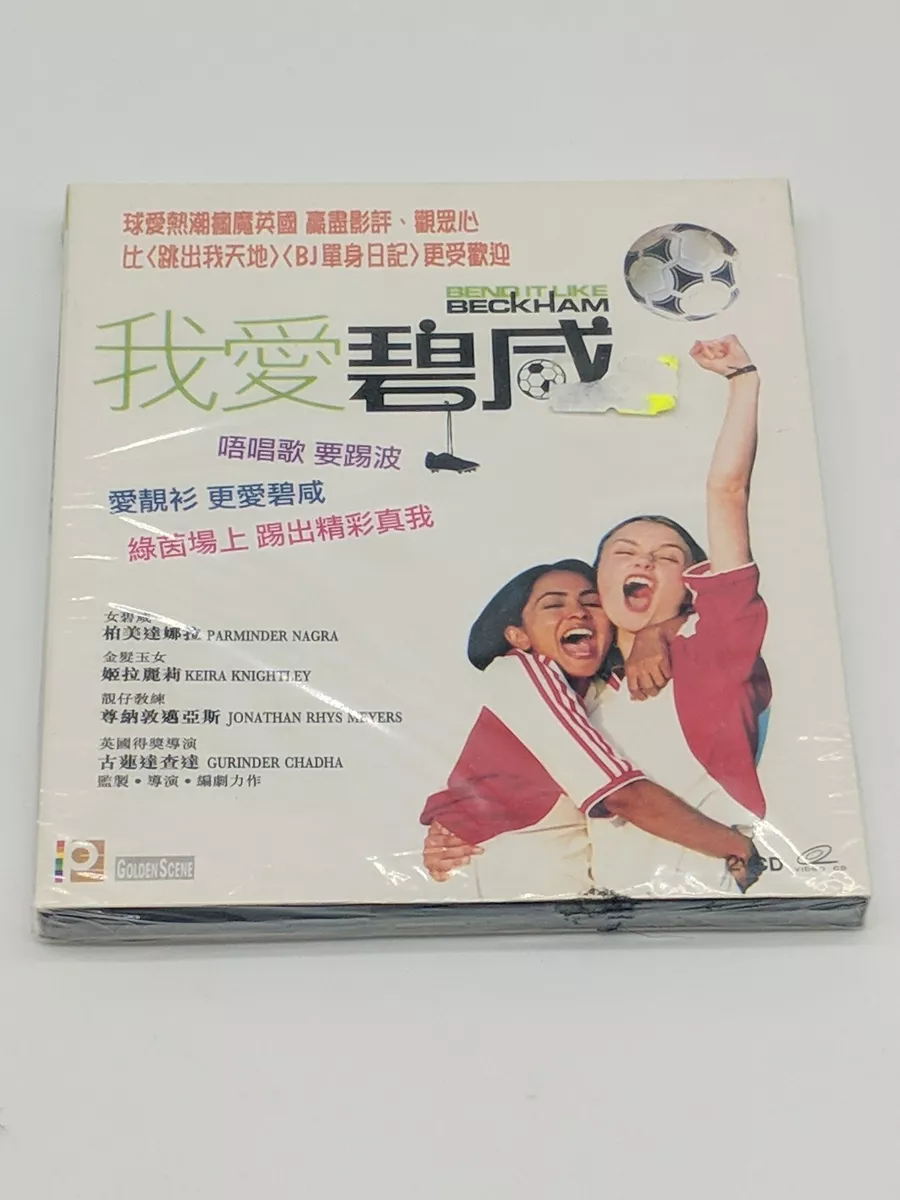 球愛熱潮瘋魔英國 贏盡影評、觀眾心
比〈跳出我天地〉〈BJ單身日記〉更受歡迎
BEND IT LIKE
BECKHAM
我愛碧咸
唔唱歌 要踢波
愛靚衫 更愛碧咸
綠茵場上 踢出精彩真我
女碧咸
柏美達娜拉 PARMINDER NAGRA
金髮玉女
姬拉麗莉 KEIRA KNIGHTLEY
靚仔教練
尊納敦邁亞斯 JONATHAN RHYS MEYERS
英國得獎導演
古蓮達查達 GURINDER CHADHA
監製•導演•編劇力作
GOLDEN SCENE
2VCD
VIDEO CD